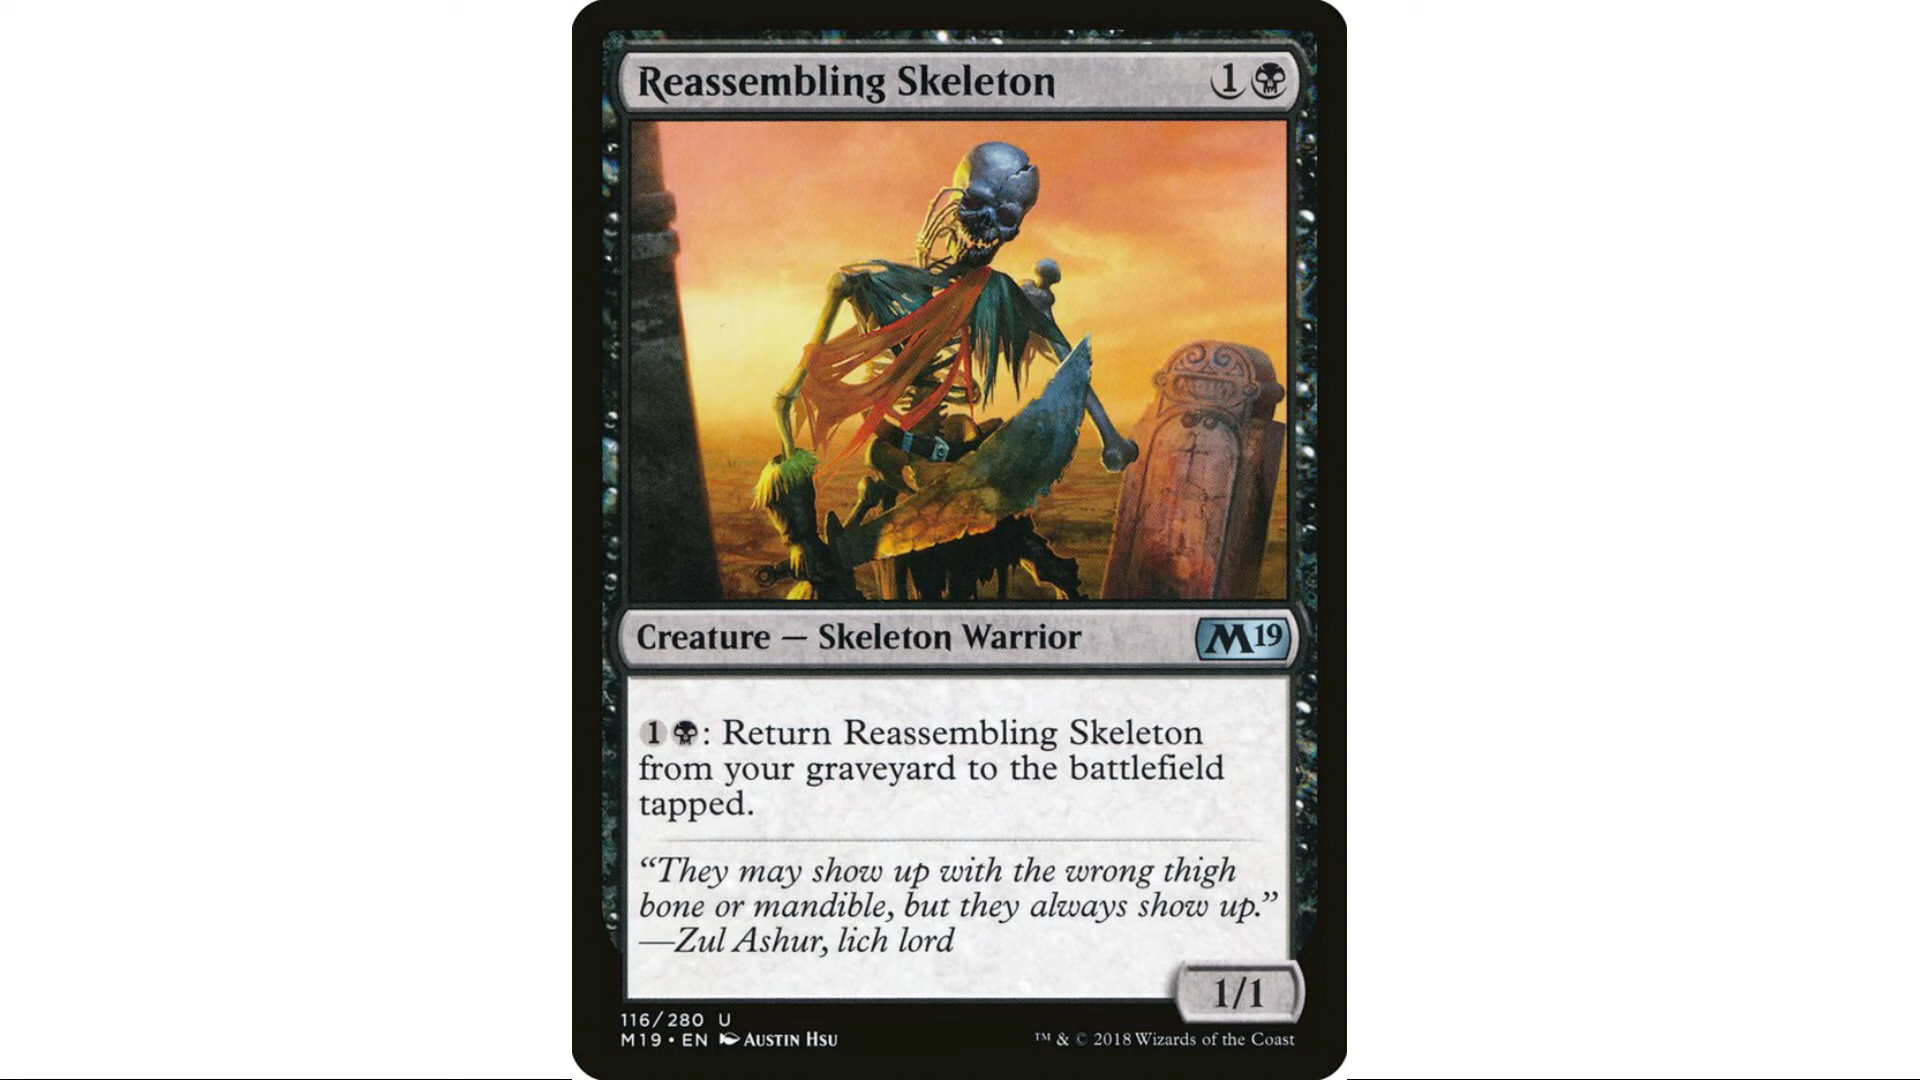 Reassembling Skeleton 1
Creature — Skeleton Warrior M19
1: Return Reassembling Skeleton
from your graveyard to the battlefield
tapped.
“They may show up with the wrong thigh
bone or mandible, but they always show up.”
—Zul Ashur, lich lord
1/1
116/280 U
M19 • EN Austin Hsu
™ & © 2018 Wizards of the Coast